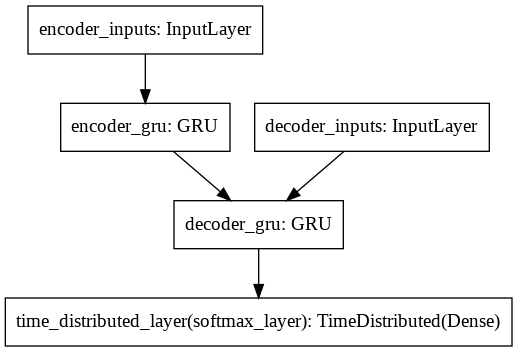 encoder_inputs: InputLayer
encoder_gru: GRU
decoder_inputs: InputLayer
decoder_gru: GRU
time_distributed_layer(softmax_layer): TimeDistributed(Dense)